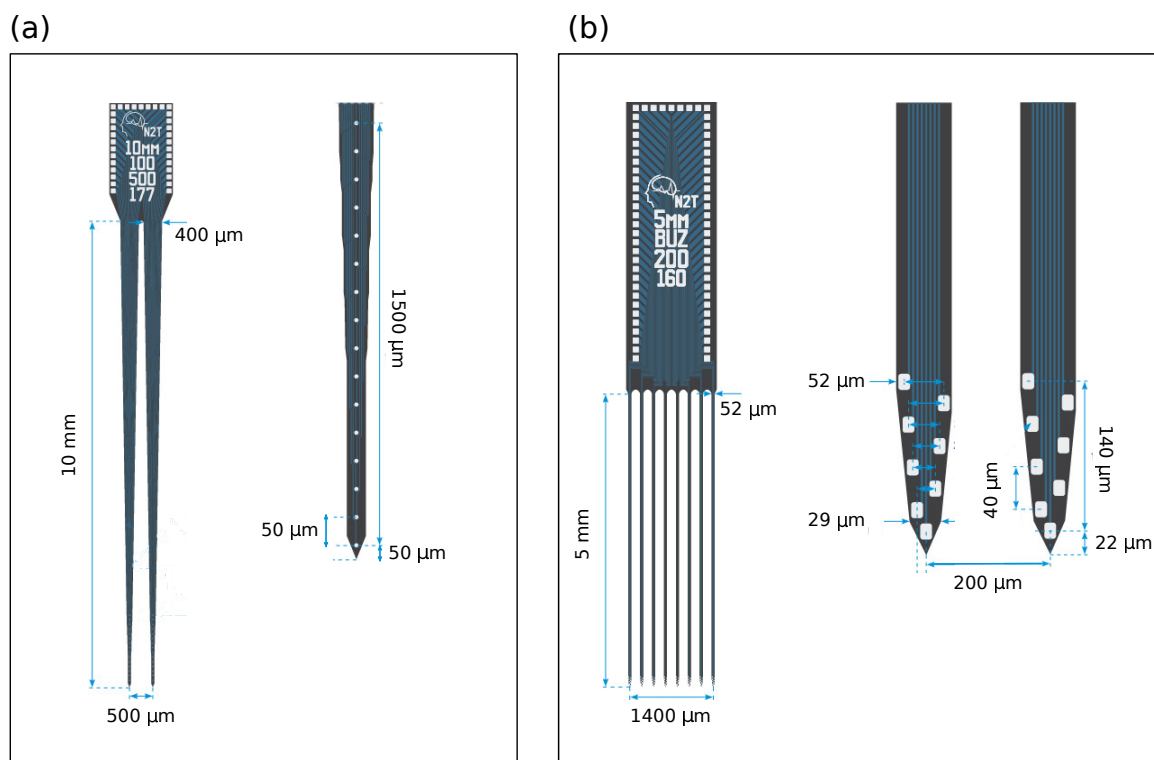 (a)
N2T
10MM
100
500
177
400 µm
10 mm
500 µm
1500 µm
50 µm
50 µm
(b)
N2T
5MM
BUZ
200
160
52 µm
5 mm
1400 µm
52 µm
29 µm
40 µm
140 µm
22 µm
200 µm